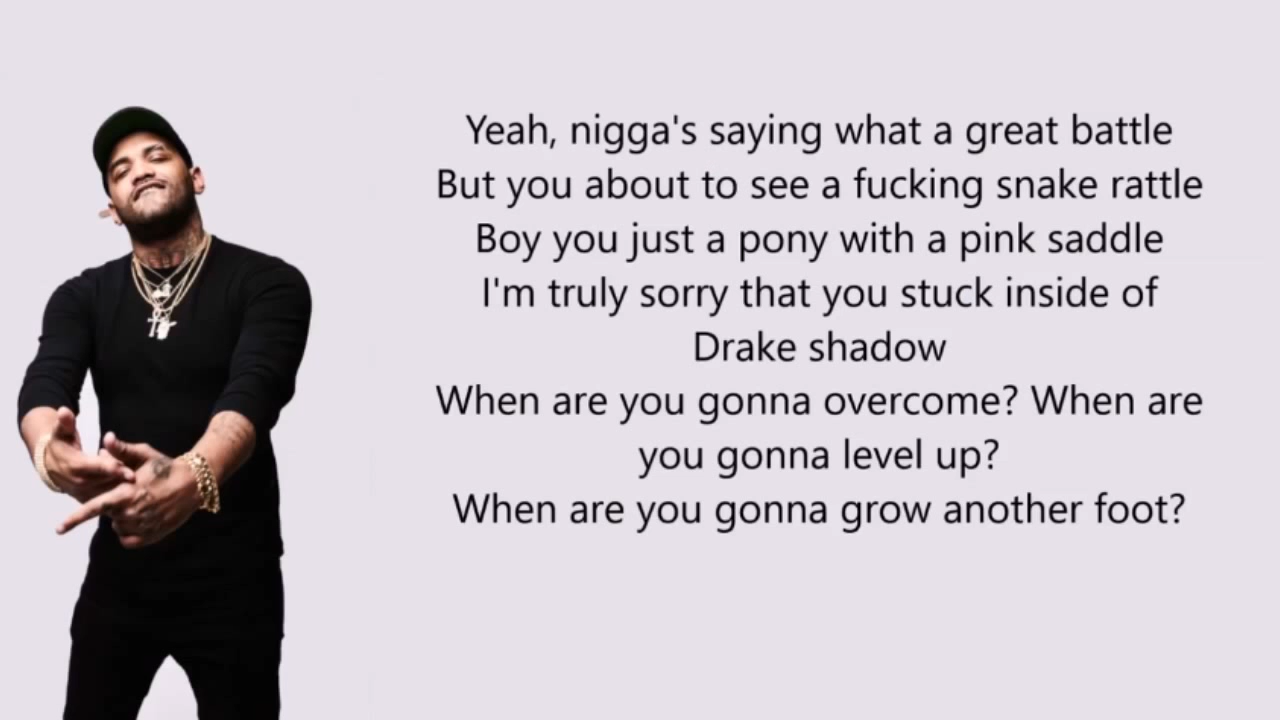 Yeah, nigga's saying what a great battle
But you about to see a fucking snake rattle
Boy you just a pony with a pink saddle
I'm truly sorry that you stuck inside of
Drake shadow
When are you gonna overcome? When are
you gonna level up?
When are you gonna grow another foot?